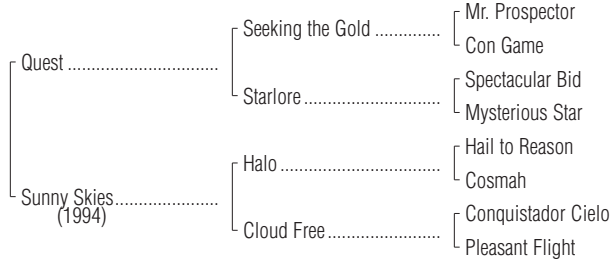 Mr. Prospector
Seeking the Gold ..............
Con Game
Quest ................................
Spectacular Bid
Starlore .............................
Mysterious Star
Hail to Reason
Halo ..................................
Cosmah
Sunny Skies......................
(1994)
Conquistador Cielo
Cloud Free........................
Pleasant Flight